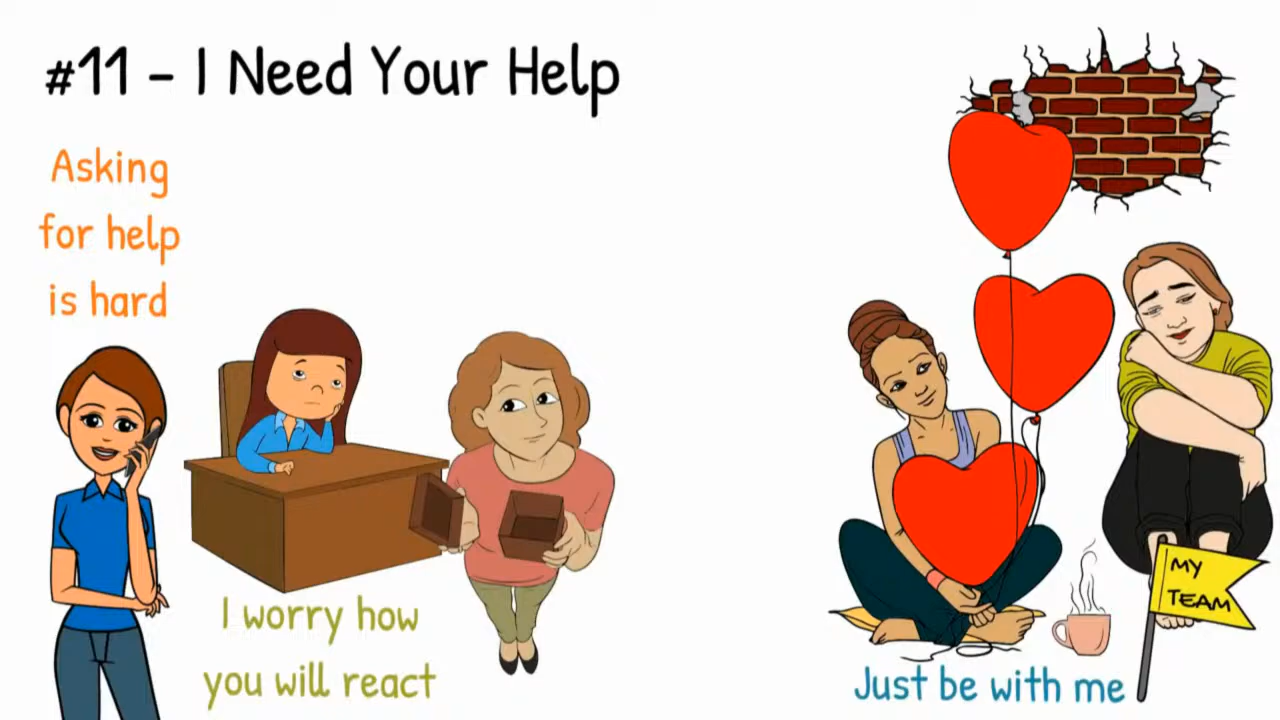 #11 - I Need Your Help
Asking
for help
is hard
I worry how
you will react
MY
TEAM
Just be with me